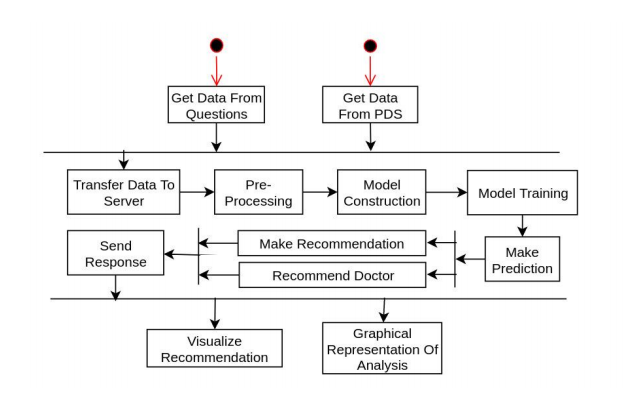 Get Data From
Questions
Get Data
From PDS
Transfer Data To
Server
Pre-
Processing
Model
Construction
Model Training
Send
Response
Make Recommendation
Recommend Doctor
Make
Prediction
Visualize
Recommendation
Graphical
Representation Of
Analysis